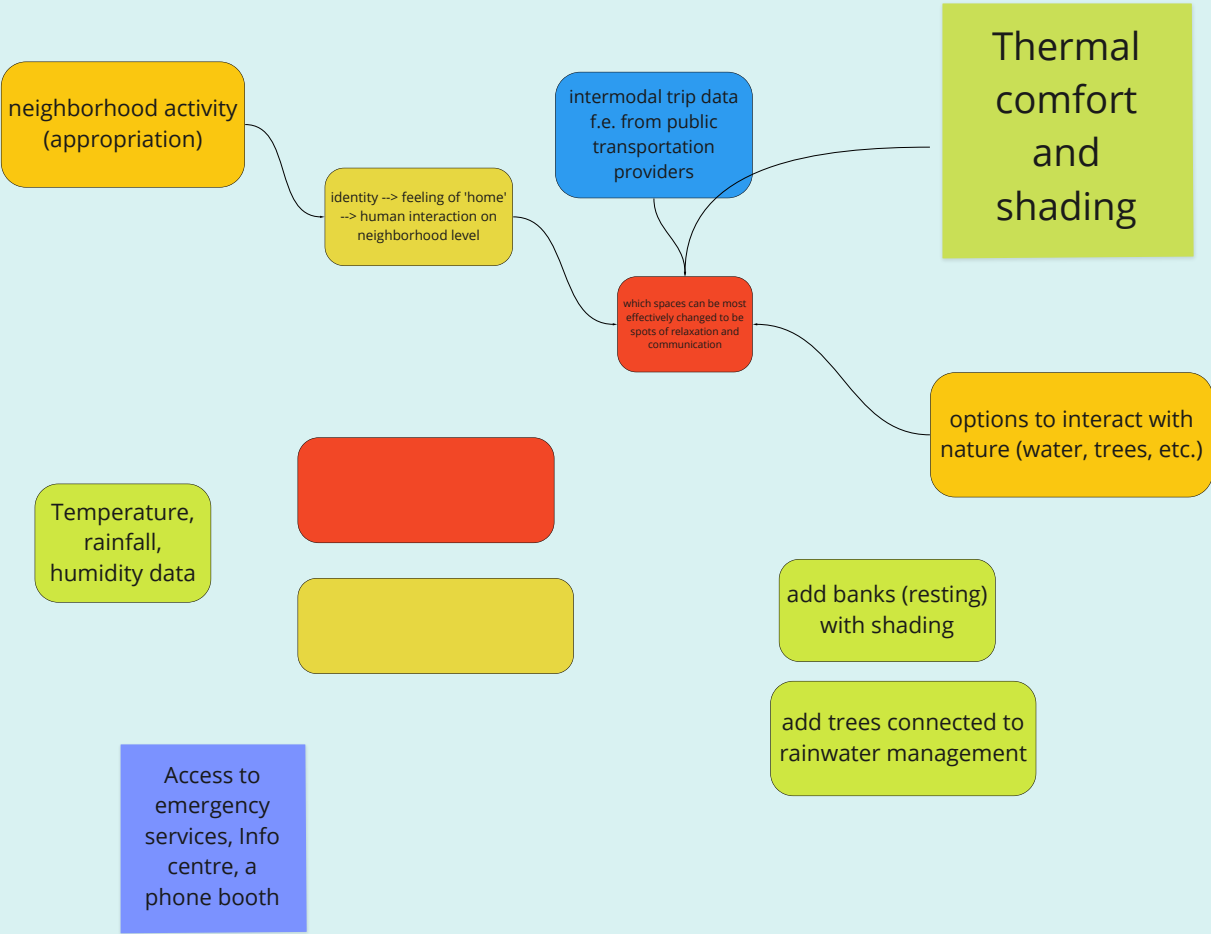 Thermal
comfort
and
shading
neighborhood activity
(appropriation)
intermodal trip data
f.e. from public
transportation
providers
identity --> feeling of 'home'
--> human interaction on
neighborhood level
which spaces can be most
effectively changed to be
spots of relaxation and
communication
options to interact with
nature (water, trees, etc.)
Temperature,
rainfall,
humidity data
add banks (resting)
with shading
add trees connected to
rainwater management
Access to
emergency
services, Info
centre, a
phone booth